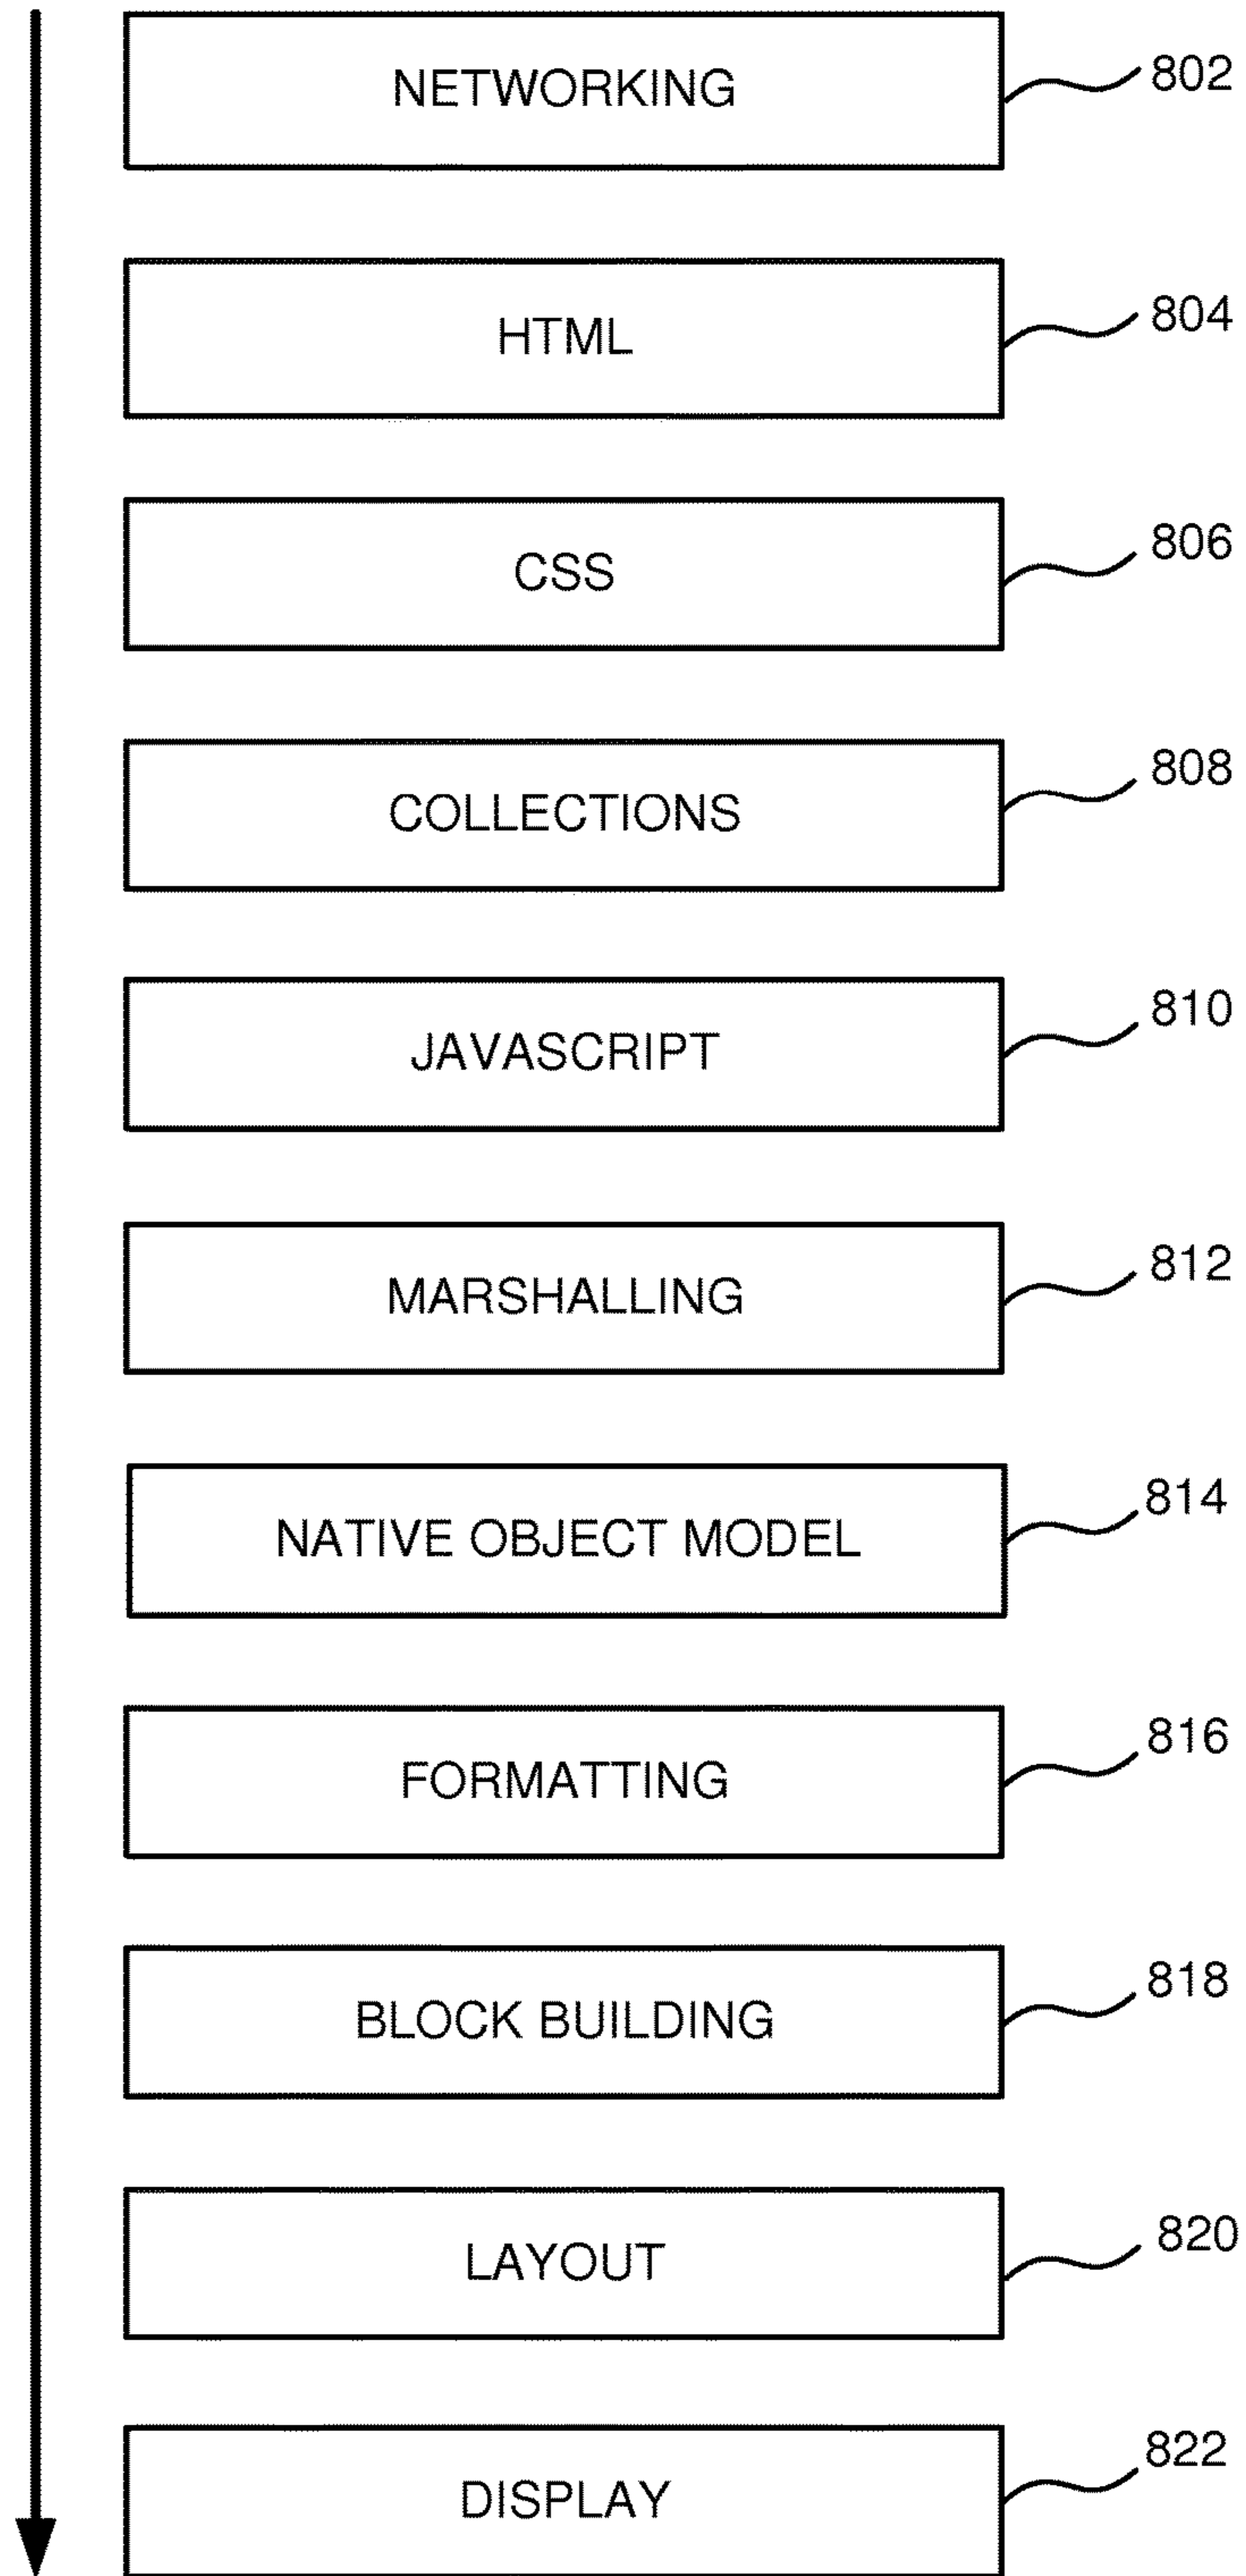 NETWORKING 802
HTML 804
CSS 806
COLLECTIONS 808
JAVASCRIPT 810
MARSHALLING 812
NATIVE OBJECT MODEL 814
FORMATTING 816
BLOCK BUILDING 818
LAYOUT 820
DISPLAY 822